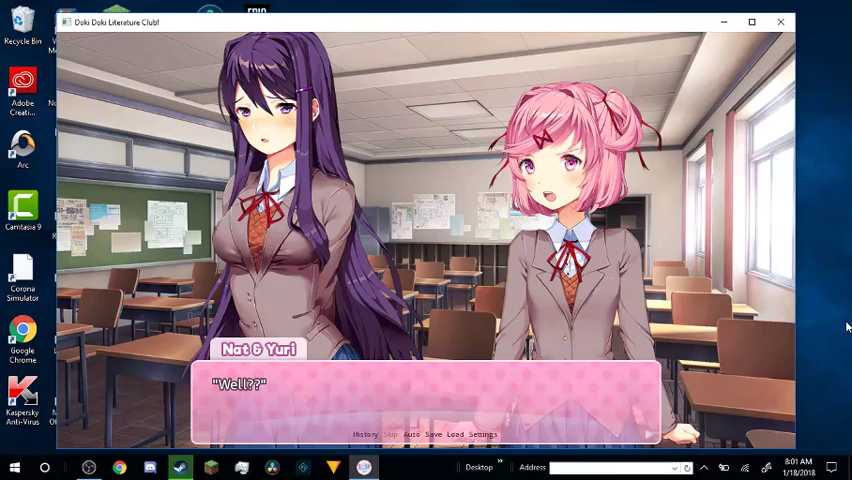 Doki Doki Literature Club!
Recycle Bin
Adobe
Creati...
Arc
Camtasia 9
Corona
Simulator
Google
Chrome
Kaspersky
Anti-Virus
Nat & Yuri
"Well??"
History Skip Auto Save Load Settings
Desktop
Address
8:01 AM
1/18/2018